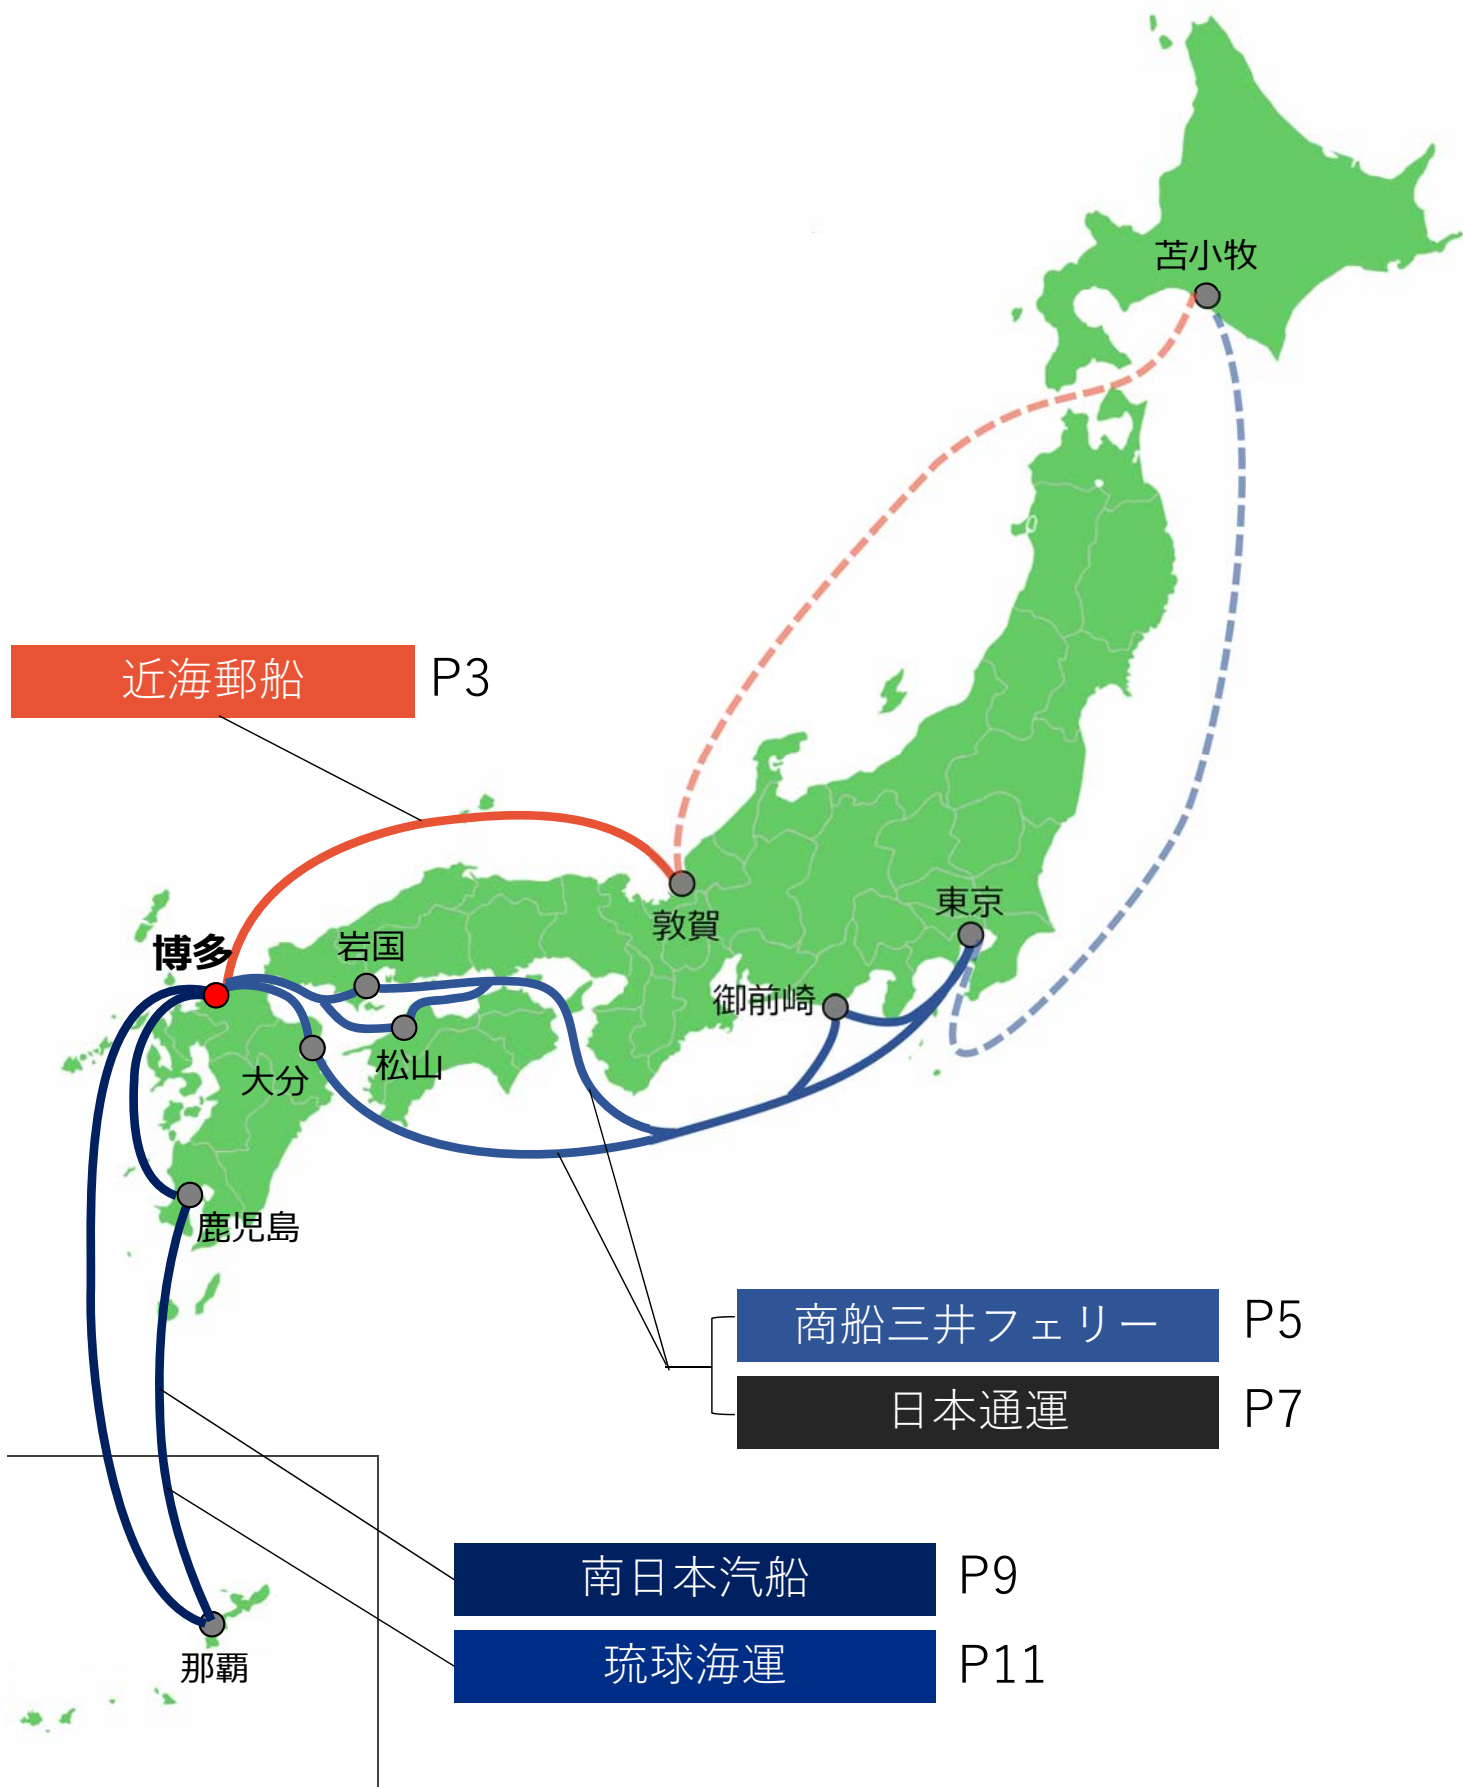 苫小牧
近海郵船 P3
東京
敦賀
岩国
博多
御前崎
松山
大分
鹿児島
商船三井フェリー P5
日本通運 P7
南日本汽船 P9
琉球海運 P11
那覇